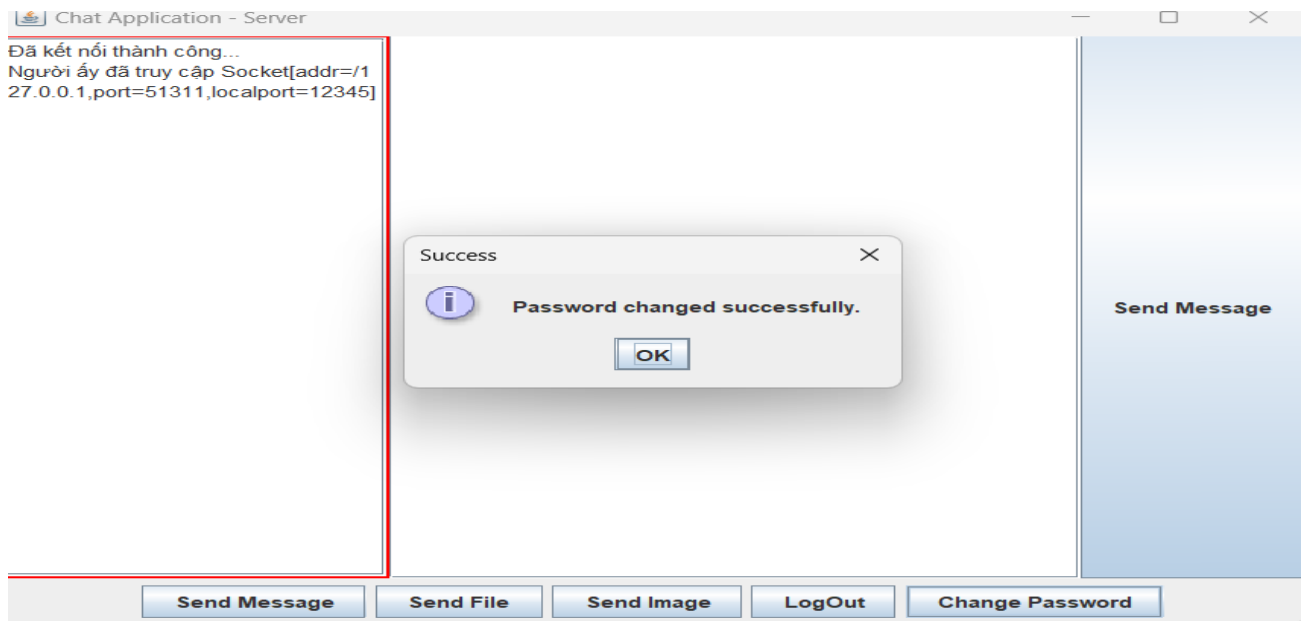 Chat Application - Server
Đã kết nối thành công...
Người ấy đã truy cập Socket[addr=/1
27.0.0.1,port=51311,localport=12345]
Success
Password changed successfully.
OK
Send Message
Send Message
Send File
Send Image
LogOut
Change Password